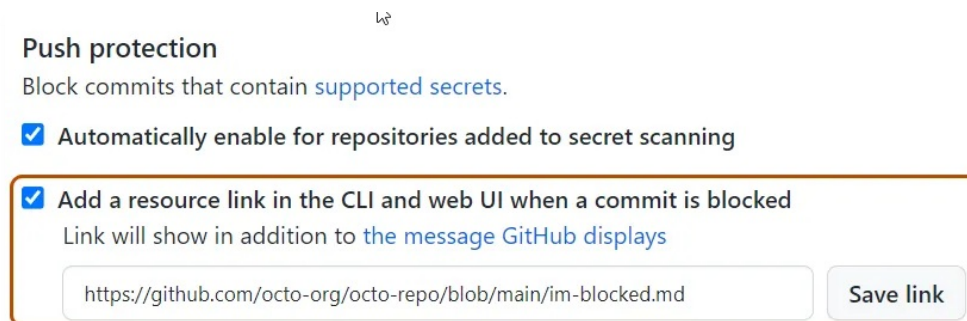 Push protection
Block commits that contain supported secrets.
Automatically enable for repositories added to secret scanning
Add a resource link in the CLI and web UI when a commit is blocked
Link will show in addition to the message GitHub displays
https://github.com/octo-org/octo-repo/blob/main/im-blocked.md Save link